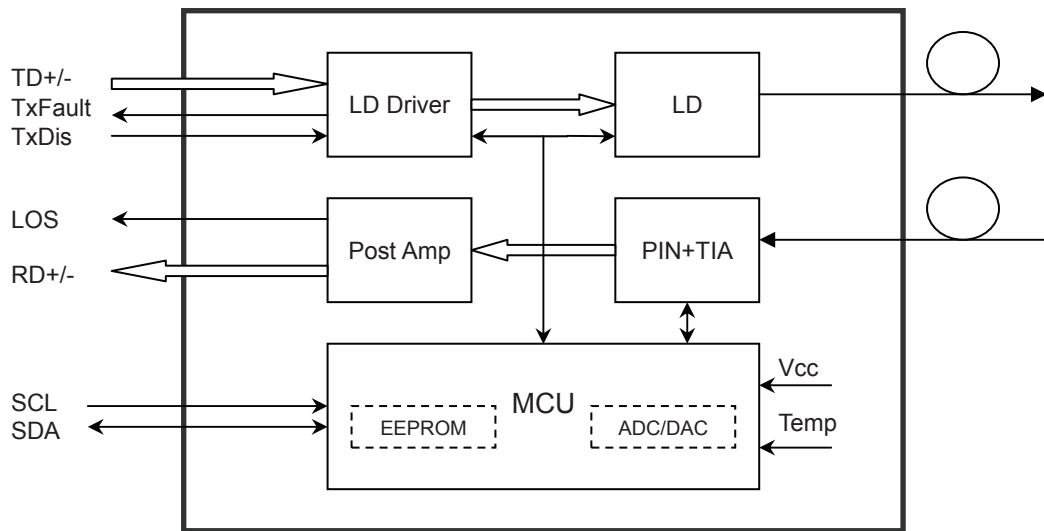 TD+/-
TxFault
TxDis
LD Driver
LD
LOS
RD+/-
Post Amp
PIN+TIA
SCL
SDA
MCU
EEPROM
ADC/DAC
Vcc
Temp